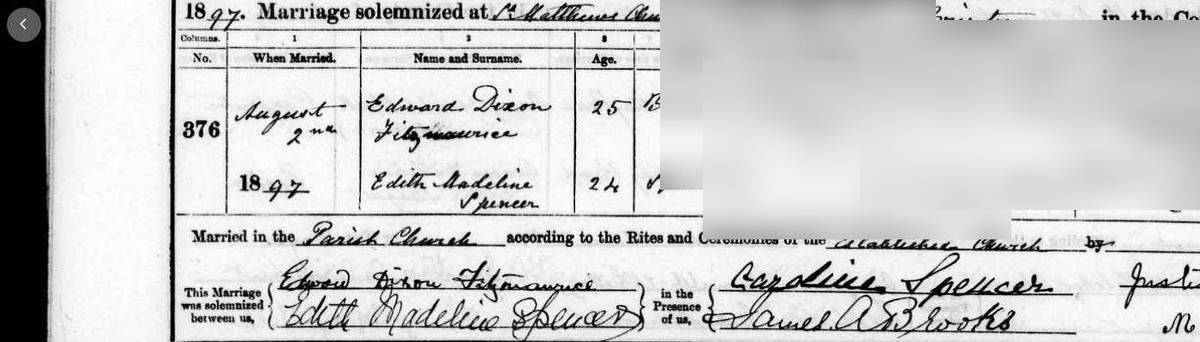 1897. Marriage solemnized at St. Matthews
in the
Columns. 1 2 3
No. When Married. Name and Surname. Age.
376 August 2nd 1897
Edward Dixon 25
Fitzmaurice
Edith Madeline 24
Spencer
Married in the Parish Church according to the Rites and Ceremonies of the Established Church by
This Marriage was solemnized between us,
Edward Dixon Fitzmaurice
Edith Madeline Spencer
in the Presence of us,
Caroline Spencer
James A Brooks